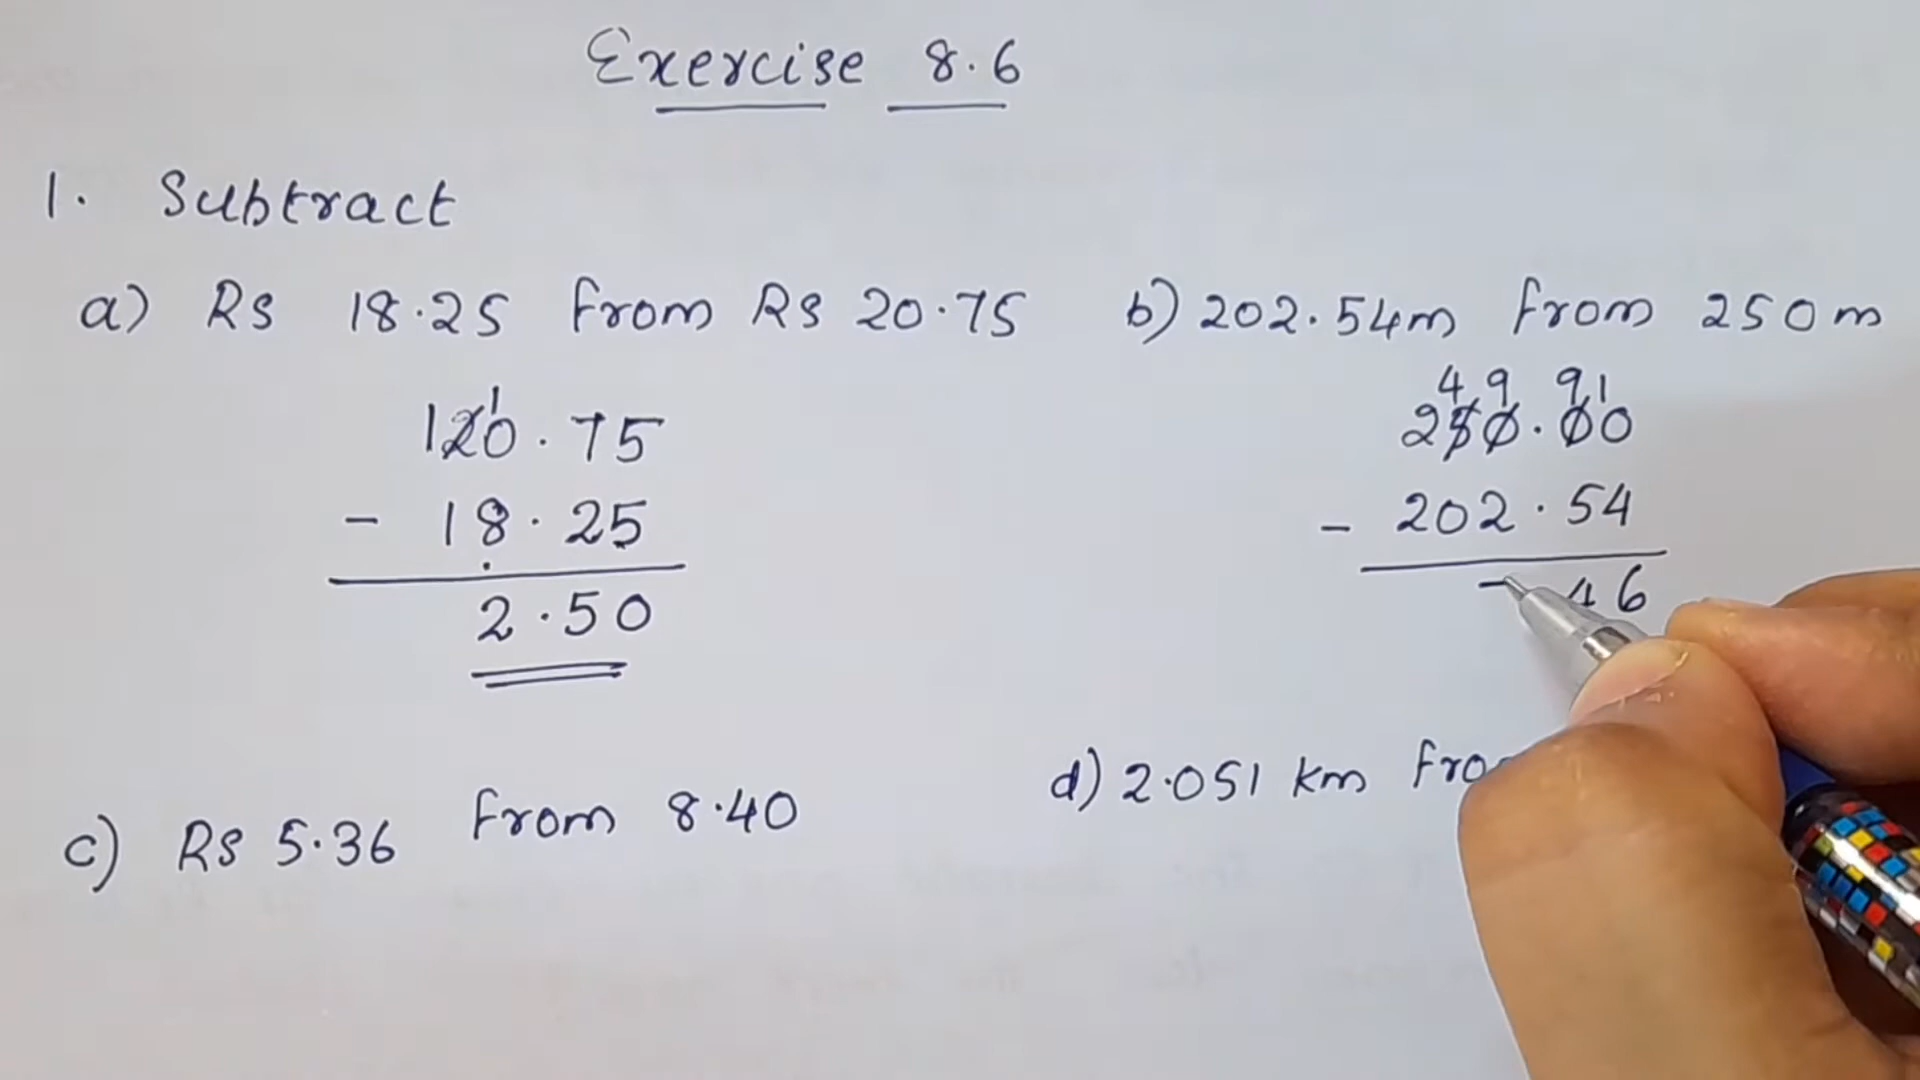 Exercise 8.6
1. Subtract
a) Rs 18.25 from Rs 20.75
1
120.75
- 18.25
2.50
b) 202.54m from 250m
4 9 9 1
250.00
- 202.54
46
c) Rs 5.36 from 8.40
d) 2.051 km